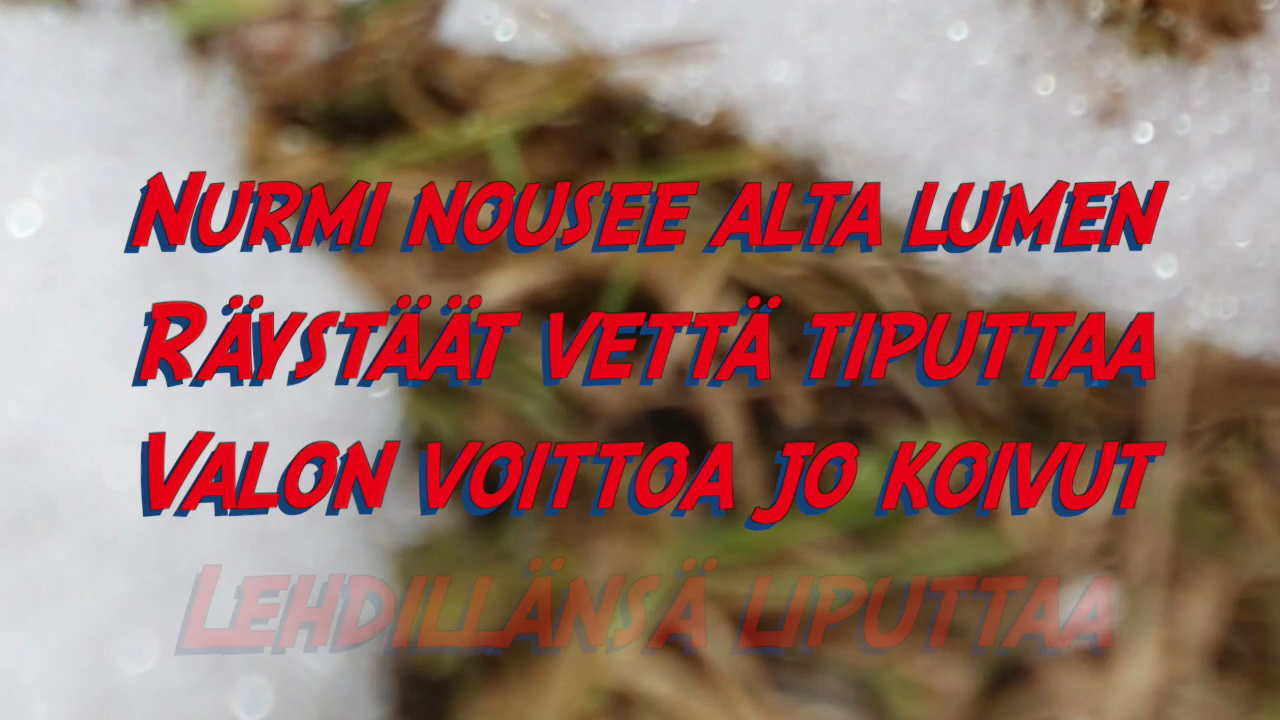 Nurmi nousee alta lumen
Räystäät vettä tiputtaa
Valon voittoa jo koivut
Lehdillänsä liputtaa